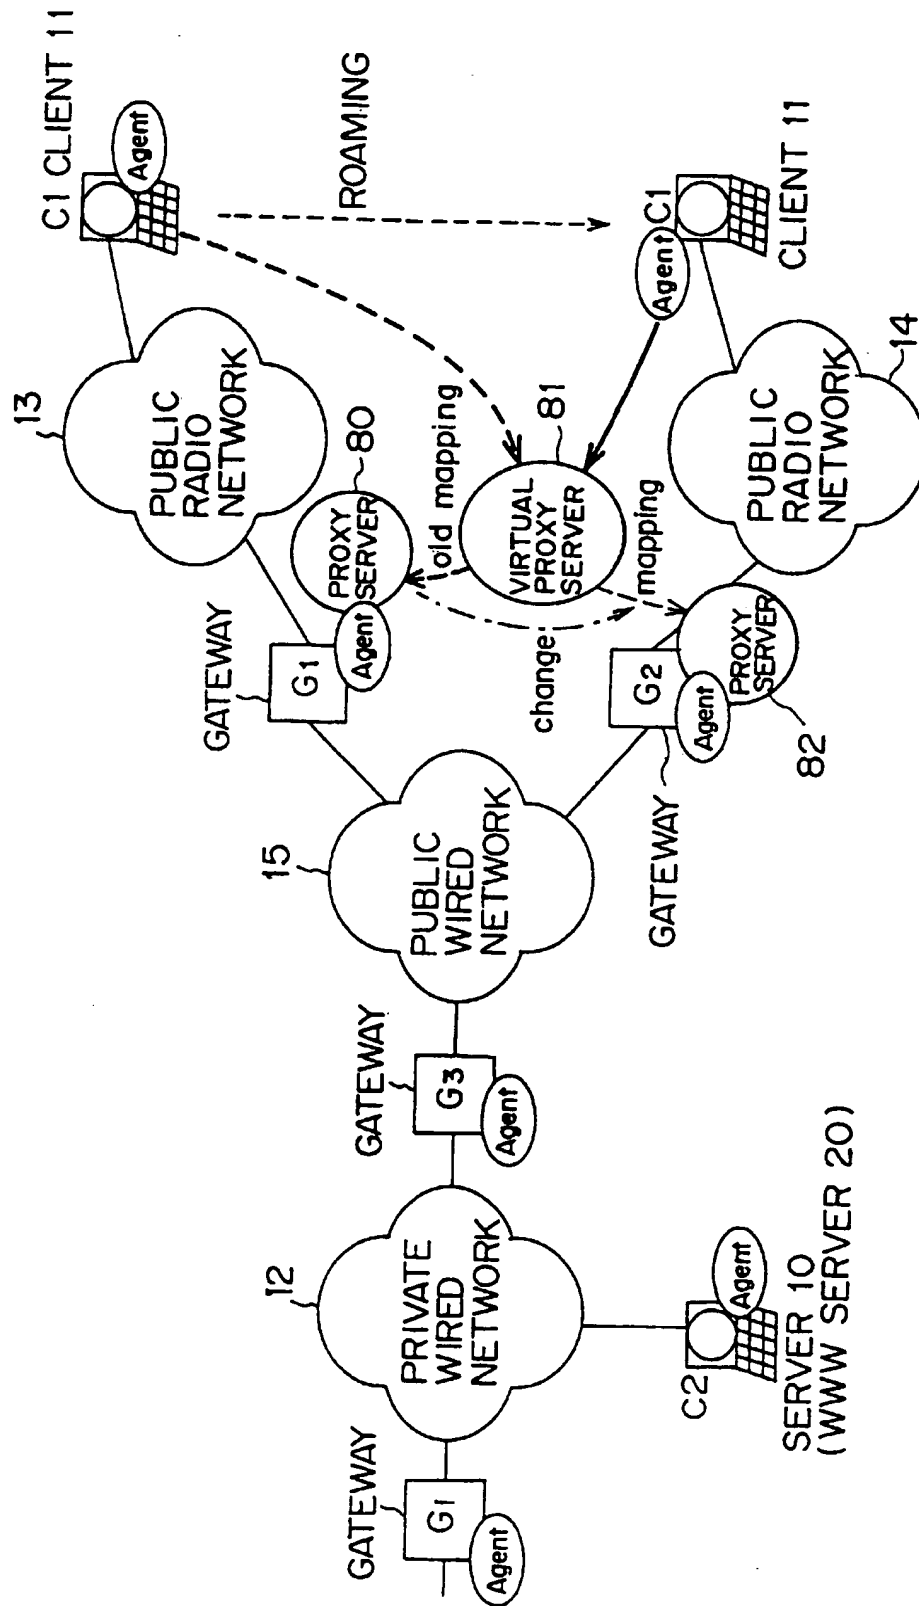 C1 CLIENT 11
Agent
ROAMING
Agent
C1
CLIENT 11
13
PUBLIC
RADIO
NETWORK
80
PROXY
SERVER
old mapping
81
VIRTUAL
PROXY
SERVER
mapping
change
14
PUBLIC
RADIO
NETWORK
GATEWAY
G1
Agent
G2
Agent
PROXY
SERVER
82
GATEWAY
15
PUBLIC
WIRED
NETWORK
GATEWAY
G3
Agent
12
PRIVATE
WIRED
NETWORK
C2
Agent
SERVER 10
(WWW SERVER 20)
GATEWAY
G1
Agent